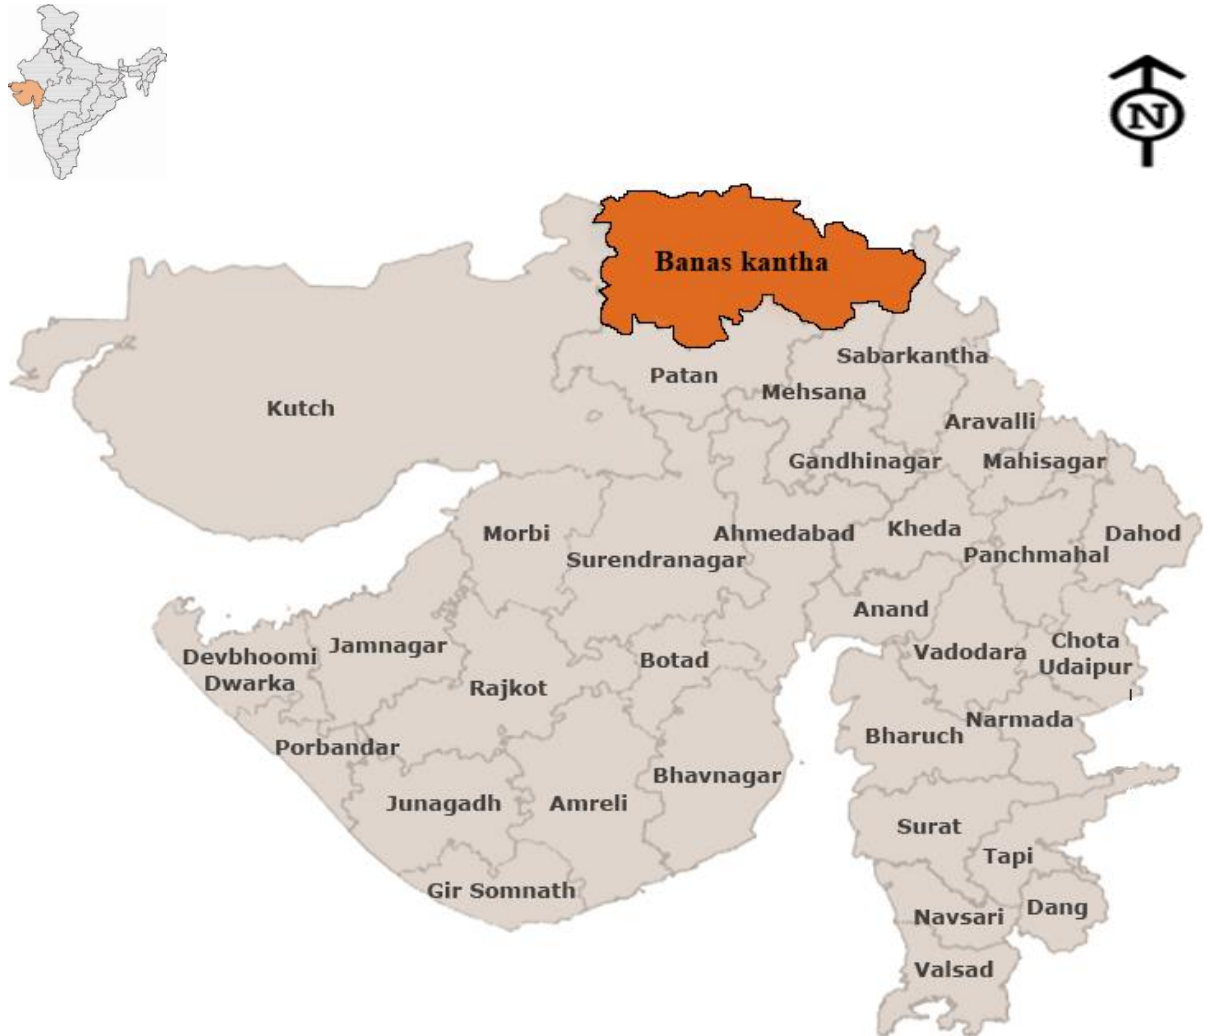 N
Banas kantha
Sabarkantha
Patan
Mehsana
Kutch
Aravalli
Gandhinagar
Mahisagar
Morbi
Ahmedabad
Kheda
Dahod
Surendranagar
Panchmahal
Anand
Jamnagar
Devbhoomi
Dwarka
Botad
Vadodara
Chota
Udaipur
Rajkot
Narmada
Bharuch
Porbandar
Bhavnagar
Junagadh
Amreli
Surat
Tapi
Gir Somnath
Navsari
Dang
Valsad